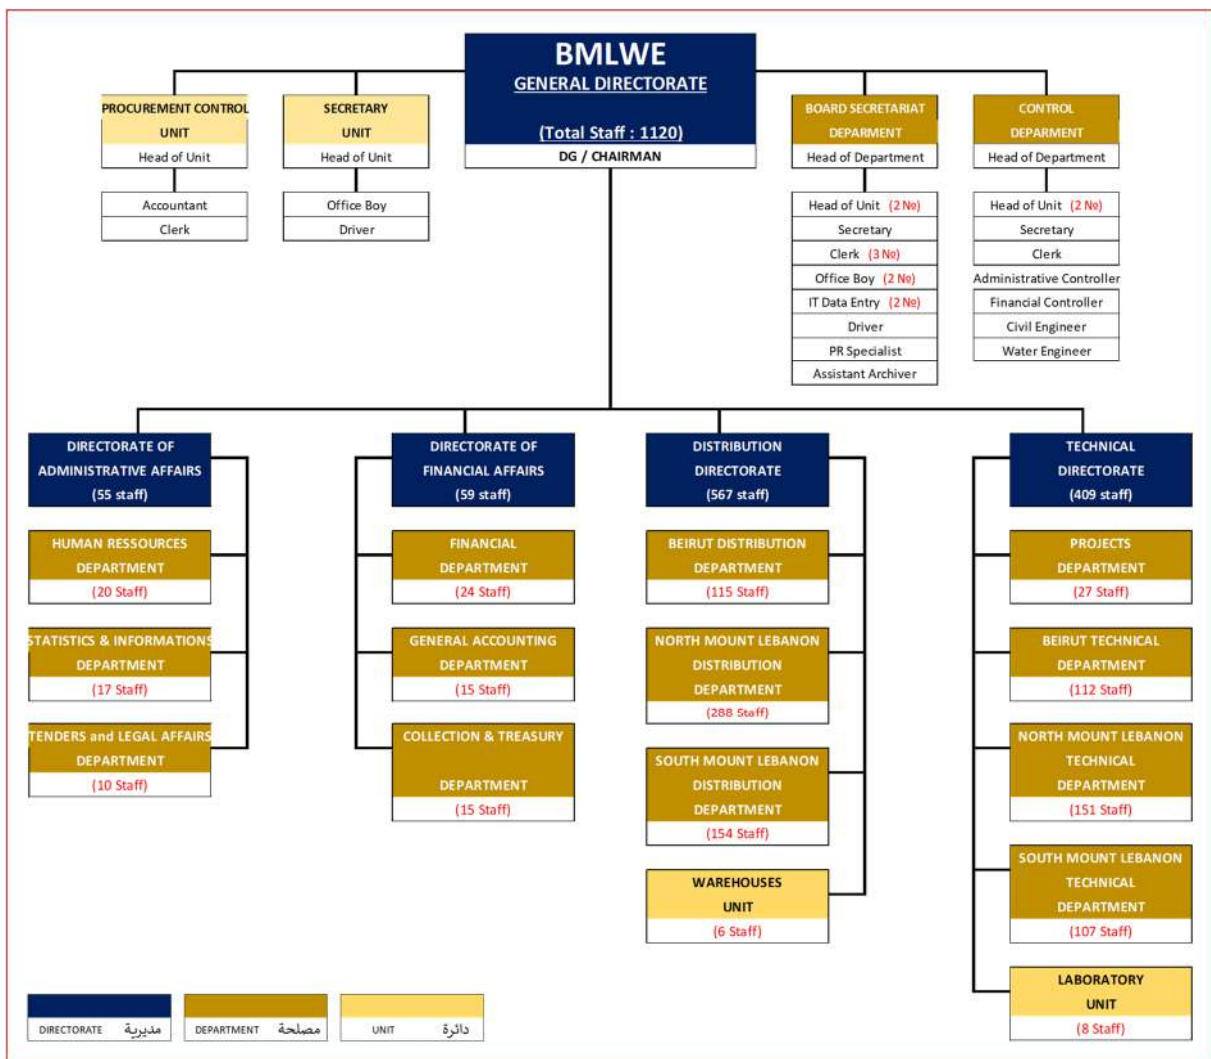 BMLWE
GENERAL DIRECTORATE
(Total Staff : 1120)
DG / CHAIRMAN
PROCUREMENT CONTROL
UNIT
Head of Unit
Accountant
Clerk
SECRETARY
UNIT
Head of Unit
Office Boy
Driver
BOARD SECRETARIAT
DEPARMENT
Head of Department
Head of Unit (2 №)
Secretary
Clerk (3 №)
Office Boy (2 №)
IT Data Entry (2 №)
Driver
PR Specialist
Assistant Archiver
CONTROL
DEPARMENT
Head of Department
Head of Unit (2 №)
Secretary
Clerk
Administrative Controller
Financial Controller
Civil Engineer
Water Engineer
DIRECTORATE OF
ADMINISTRATIVE AFFAIRS
(55 staff)
HUMAN RESSOURCES
DEPARTMENT
(20 Staff)
STATISTICS & INFORMATIONS
DEPARTMENT
(17 Staff)
TENDERS and LEGAL AFFAIRS
DEPARTMENT
(10 Staff)
DIRECTORATE OF
FINANCIAL AFFAIRS
(59 staff)
FINANCIAL
DEPARTMENT
(24 Staff)
GENERAL ACCOUNTING
DEPARTMENT
(15 Staff)
COLLECTION & TREASURY
DEPARTMENT
(15 Staff)
DISTRIBUTION
DIRECTORATE
(567 staff)
BEIRUT DISTRIBUTION
DEPARTMENT
(115 Staff)
NORTH MOUNT LEBANON
DISTRIBUTION
DEPARTMENT
(288 Staff)
SOUTH MOUNT LEBANON
DISTRIBUTION
DEPARTMENT
(154 Staff)
WAREHOUSES
UNIT
(6 Staff)
TECHNICAL
DIRECTORATE
(409 staff)
PROJECTS
DEPARTMENT
(27 Staff)
BEIRUT TECHNICAL
DEPARTMENT
(112 Staff)
NORTH MOUNT LEBANON
TECHNICAL
DEPARTMENT
(151 Staff)
SOUTH MOUNT LEBANON
TECHNICAL
DEPARTMENT
(107 Staff)
LABORATORY
UNIT
(8 Staff)
DIRECTORATE مديرية
DEPARTMENT مصلحة
UNIT دائرة